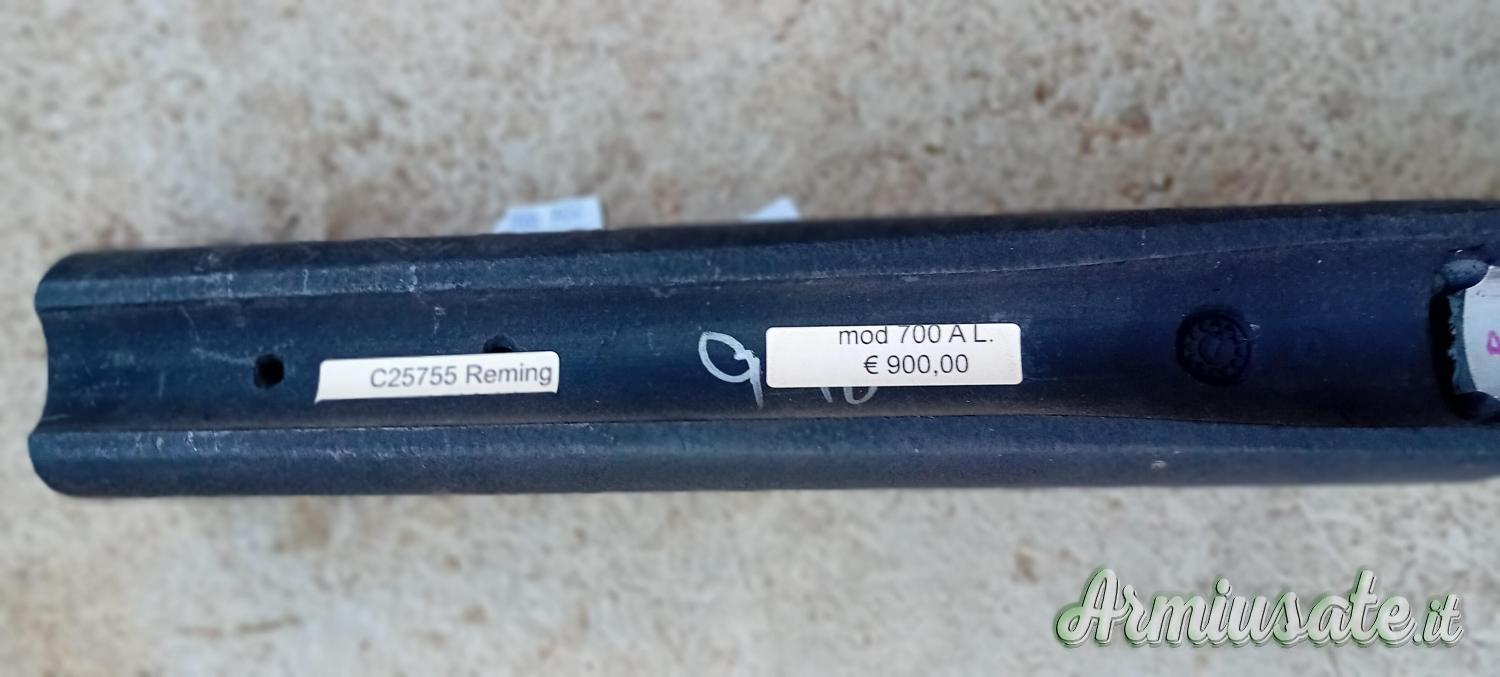 C25755 Reming
mod 700 A L.
€ 900,00
Armiusate.it